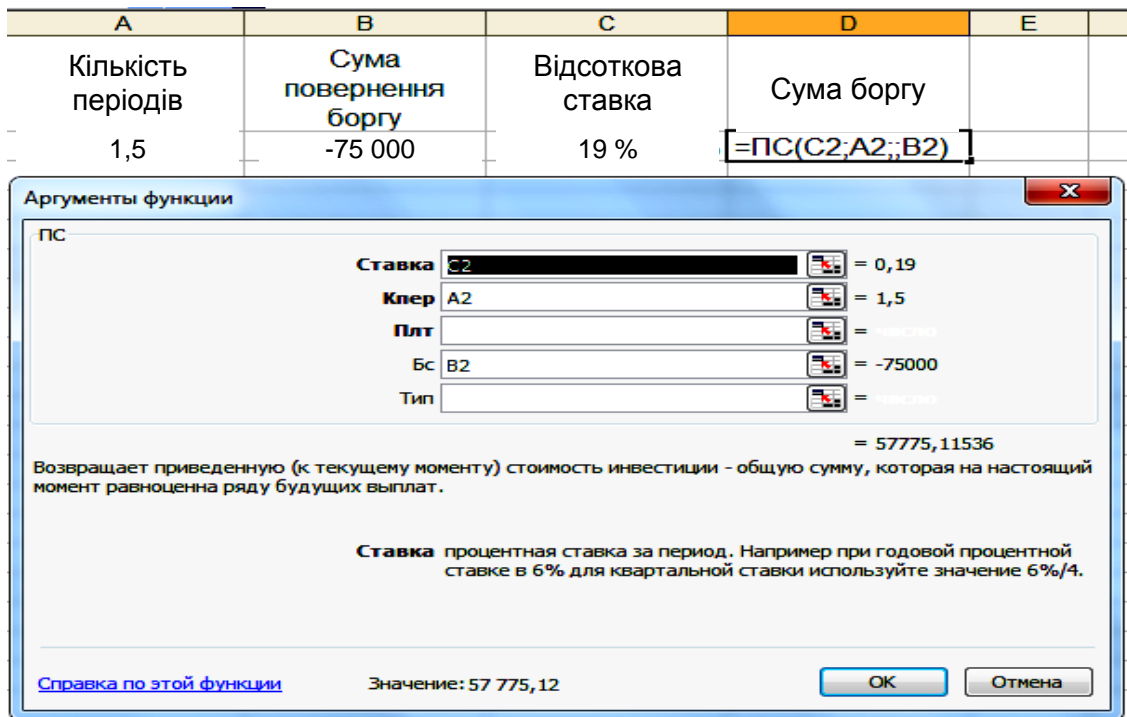 A B C D E
Кількість періодів
Сума повернення боргу
Відсоткова ставка
Сума боргу
1,5 -75 000 19 % =ПС(C2;A2;;B2)
Аргументы функции
ПС
Ставка C2 = 0,19
Кпер A2 = 1,5
Плт =
Бс B2 = -75000
Тип =
= 57775,11536
Возвращает приведенную (к текущему моменту) стоимость инвестиции - общую сумму, которая на настоящий
момент равноценна ряду будущих выплат.
Ставка процентная ставка за период. Например при годовой процентной
ставке в 6% для квартальной ставки используйте значение 6%/4.
Справка по этой функции Значение: 57 775,12 OK Отмена